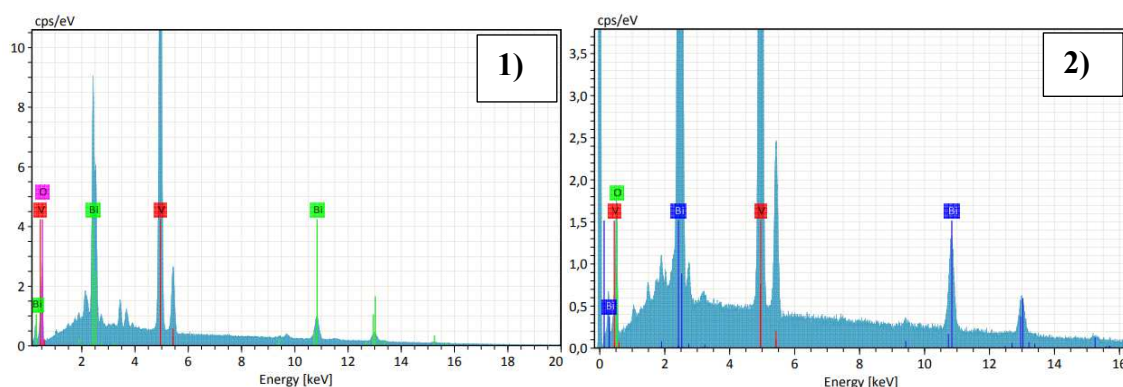 cps/eV
10
8
6
4
2
0
1)
O
V
Bi
Bi
V
Bi
2 4 6 8 10 12 14 16 18 20
Energy [keV]
cps/eV
3,5
3,0
2,5
2,0
1,5
1,0
0,5
0,0
2)
O
V
Bi
Bi
V
Bi
0 2 4 6 8 10 12 14 16
Energy [keV]